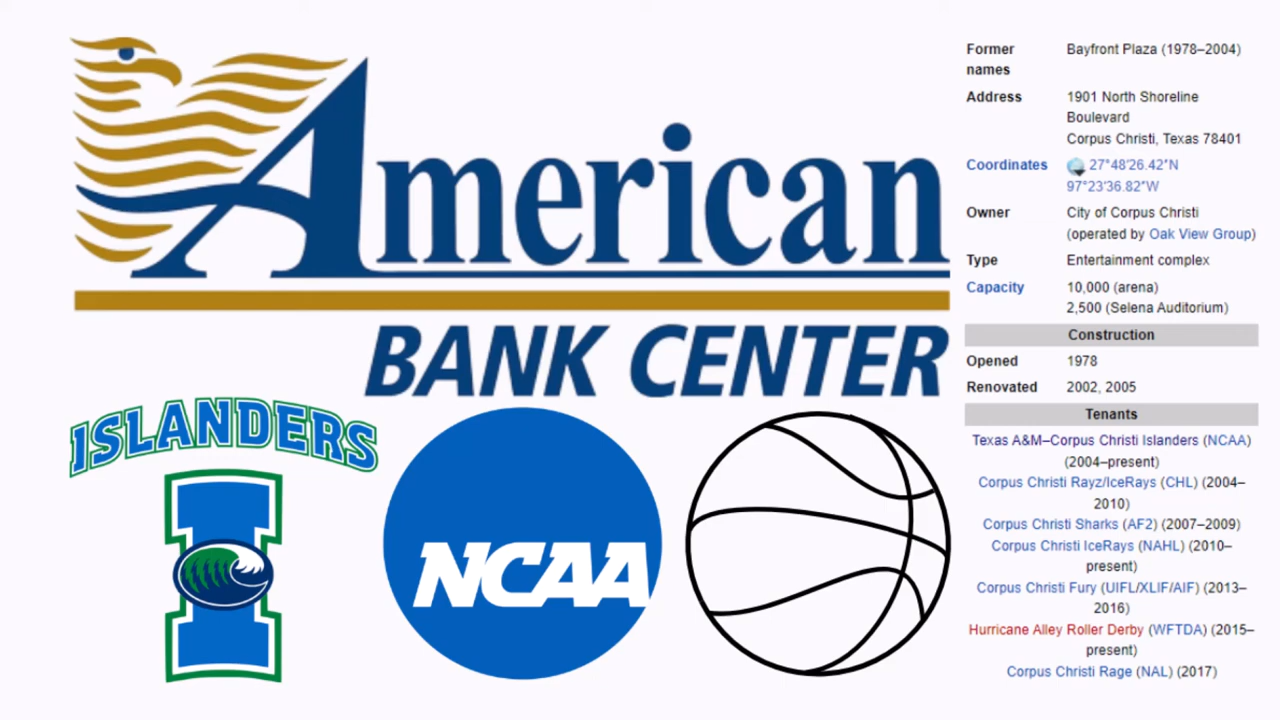 American
BANK CENTER
ISLANDERS
I
NCAA
Former names
Bayfront Plaza (1978–2004)
Address
1901 North Shoreline
Boulevard
Corpus Christi, Texas 78401
Coordinates
27°48′26.42″N
97°23′36.82″W
Owner
City of Corpus Christi
(operated by Oak View Group)
Type
Entertainment complex
Capacity
10,000 (arena)
2,500 (Selena Auditorium)
Construction
Opened
1978
Renovated
2002, 2005
Tenants
Texas A&M–Corpus Christi Islanders (NCAA)
(2004–present)
Corpus Christi Rayz/IceRays (CHL) (2004–
2010)
Corpus Christi Sharks (AF2) (2007–2009)
Corpus Christi IceRays (NAHL) (2010–
present)
Corpus Christi Fury (UIFL/XLIF/AIF) (2013–
2016)
Hurricane Alley Roller Derby (WFTDA) (2015–
present)
Corpus Christi Rage (NAL) (2017)